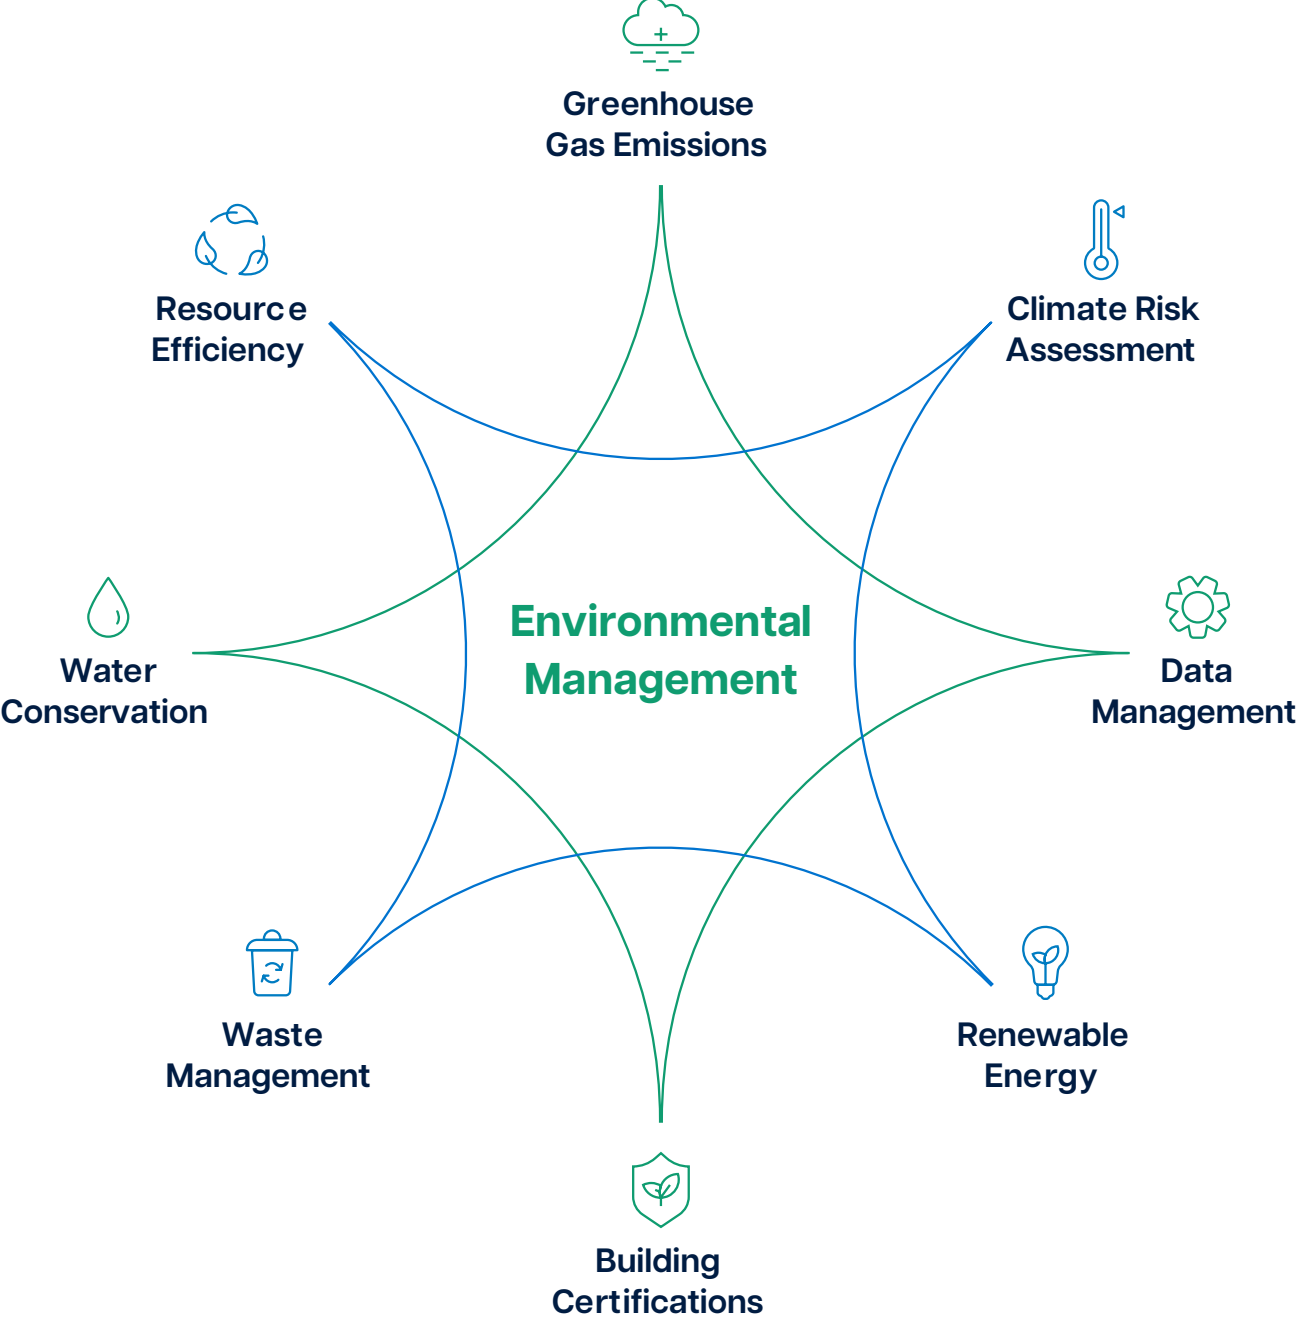 Greenhouse
Gas Emissions
Resource
Efficiency
Climate Risk
Assessment
Environmental
Management
Water
Conservation
Data
Management
Waste
Management
Renewable
Energy
Building
Certifications